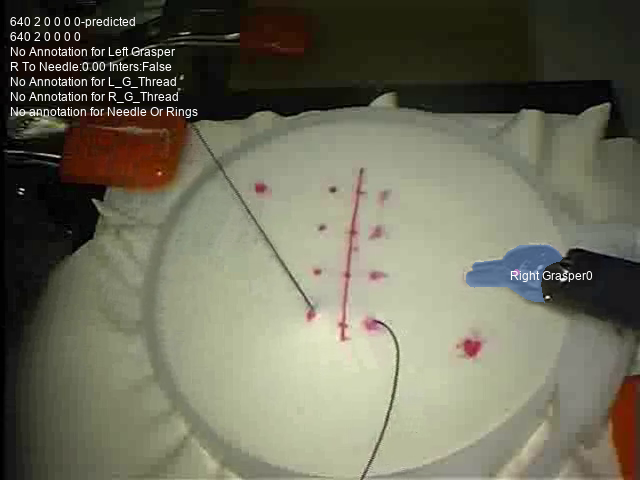 640 2 0 0 0 0-predicted
640 2 0 0 0 0
No Annotation for Left Grasper
R To Needle:0.00 Inters:False
No Annotation for L_G_Thread
No Annotation for R_G_Thread
No annotation for Needle Or Rings
Right Grasper0